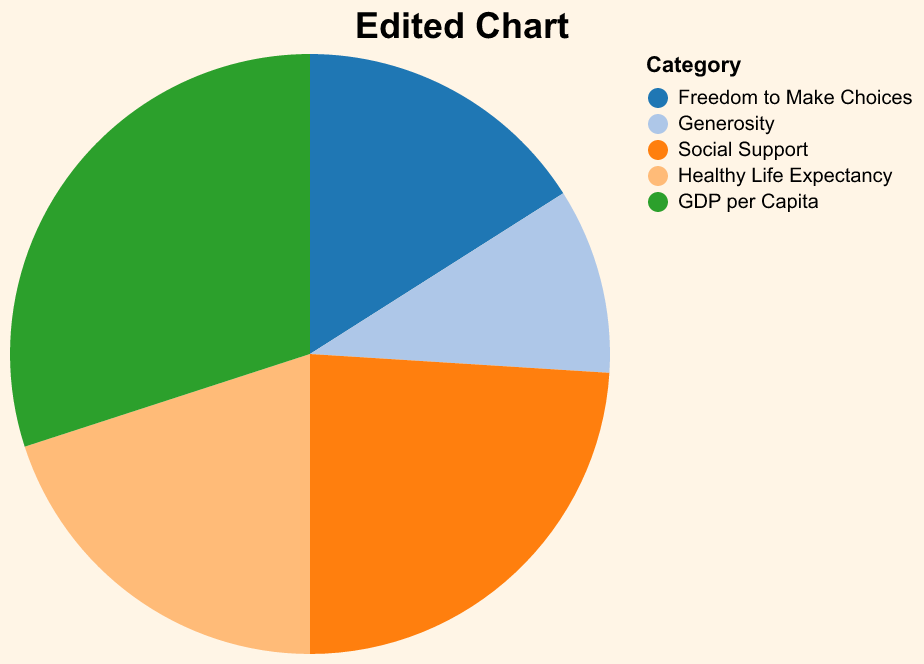 Edited Chart
Category
Freedom to Make Choices
Generosity
Social Support
Healthy Life Expectancy
GDP per Capita